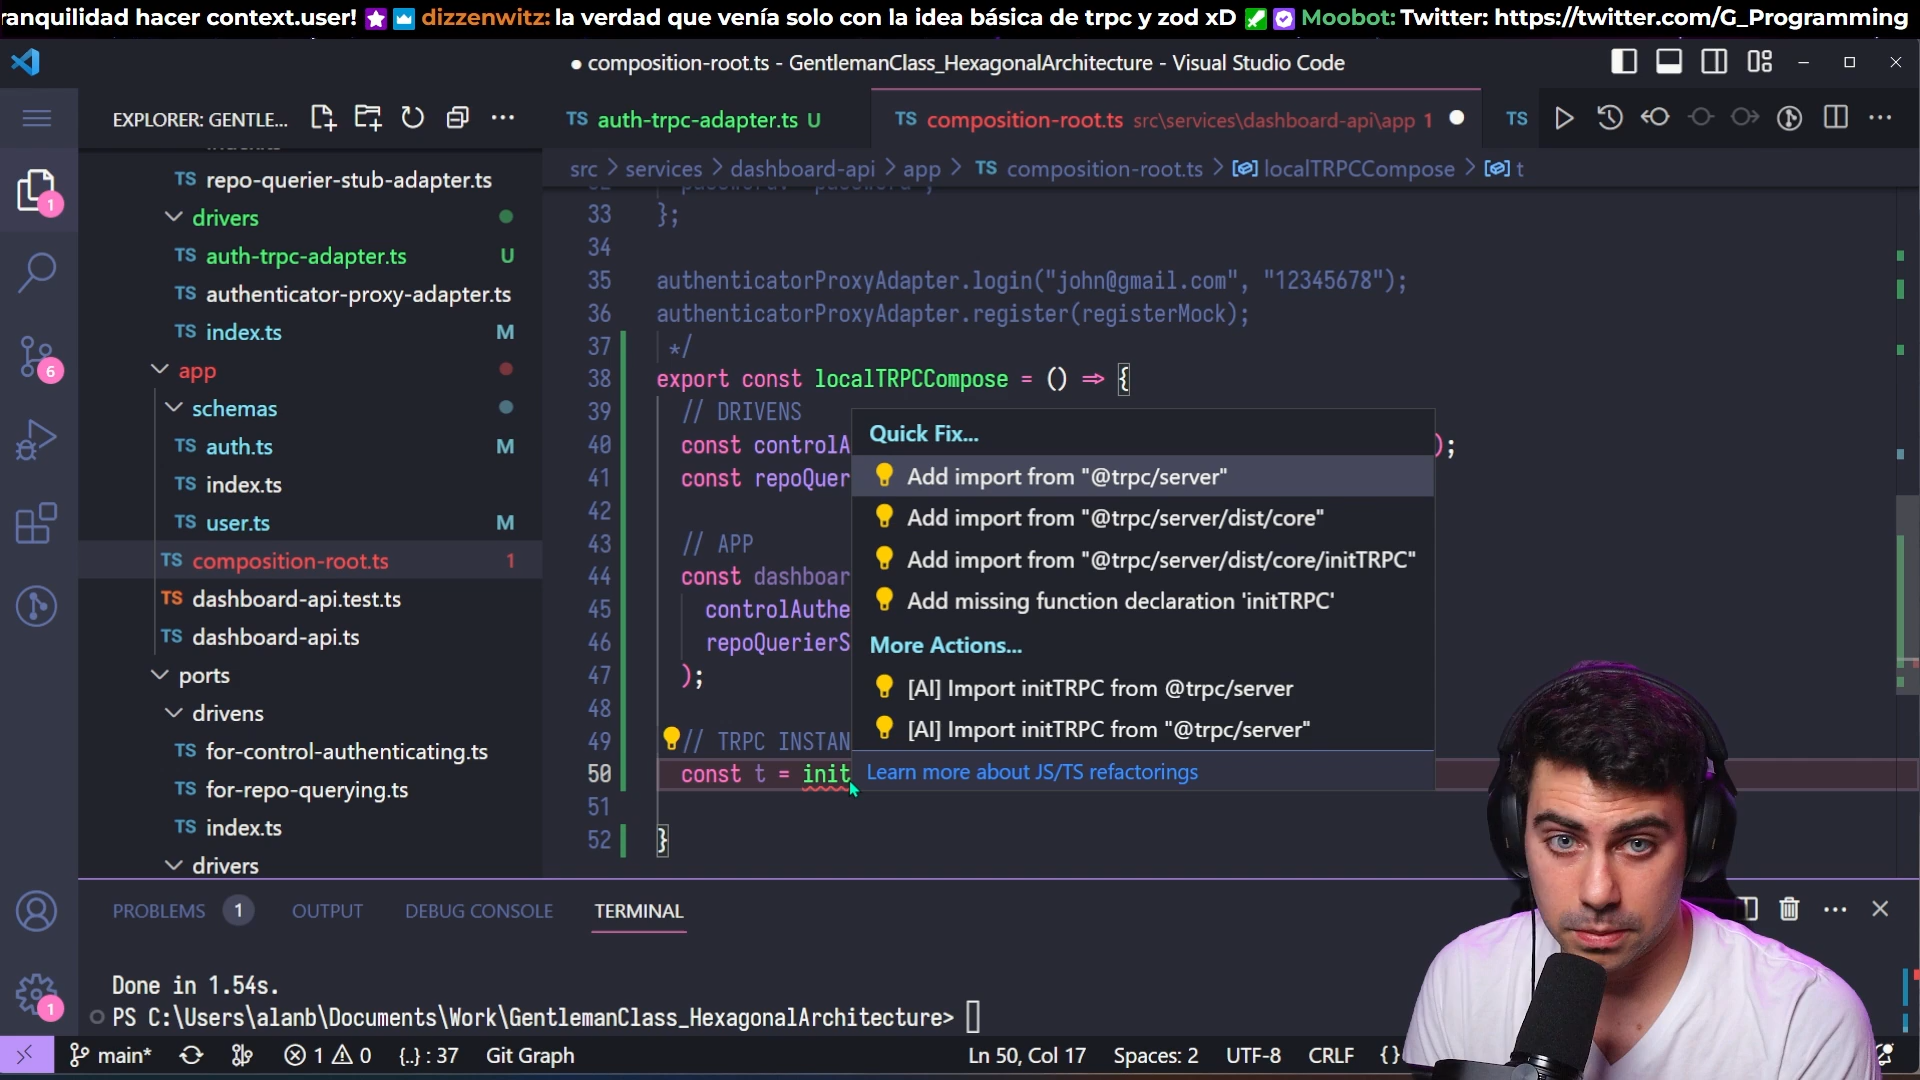 ranquilidad hacer context.user! dizzenwitz: la verdad que venía solo con la idea básica de trpc y zod xD Moobot: Twitter: https://twitter.com/G_Programming
● composition-root.ts - GentlemanClass_HexagonalArchitecture - Visual Studio Code
EXPLORER: GENTLE...
TS auth-trpc-adapter.ts U
TS composition-root.ts src\services\dashboard-api\app 1
TS
src > services > dashboard-api > app > TS composition-root.ts > localTRPCCompose > t
TS repo-querier-stub-adapter.ts
drivers
TS auth-trpc-adapter.ts U
TS authenticator-proxy-adapter.ts
TS index.ts M
app
schemas
TS auth.ts M
TS index.ts
TS user.ts M
TS composition-root.ts 1
TS dashboard-api.test.ts
TS dashboard-api.ts
ports
drivens
TS for-control-authenticating.ts
TS for-repo-querying.ts
TS index.ts
drivers
1
6
1
33 };
34
35 authenticatorProxyAdapter.login("john@gmail.com", "12345678");
36 authenticatorProxyAdapter.register(registerMock);
37 */
38 export const localTRPCCompose = () => {
39 // DRIVENS
40 const controlA );
41 const repoQuer
42
43 // APP
44 const dashboar
45 controlAuthe
46 repoQuerierS
47 );
48
49 // TRPC INSTAN
50 const t = init
51
52 }
Quick Fix...
Add import from "@trpc/server"
Add import from "@trpc/server/dist/core"
Add import from "@trpc/server/dist/core/initTRPC"
Add missing function declaration 'initTRPC'
More Actions...
[AI] Import initTRPC from @trpc/server
[AI] Import initTRPC from "@trpc/server"
Learn more about JS/TS refactorings
PROBLEMS 1 OUTPUT DEBUG CONSOLE TERMINAL
Done in 1.54s.
PS C:\Users\alanb\Documents\Work\GentlemanClass_HexagonalArchitecture>
main* 1 0 {..} : 37 Git Graph Ln 50, Col 17 Spaces: 2 UTF-8 CRLF {}